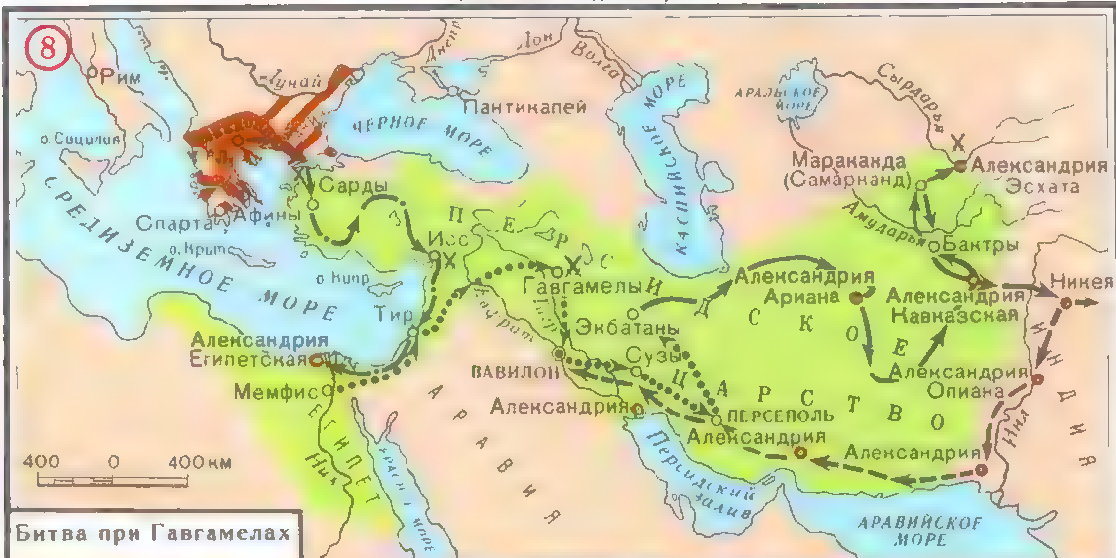 8
Рим
о. Сицилия
СРЕДИЗЕМНОЕ МОРЕ
Спарта
Афины
о. Крит
Дунай
Днепр
Дон
Волга
Пантикапей
ЧЕРНОЕ МОРЕ
КАСПИЙСКОЕ МОРЕ
АРАЛЬСКОЕ
МОРЕ
Сырдарья
Мараканда
(Самарканд)
Александрия
Эсхата
Амударья
Бактры
Сарды
Исс
о. Кипр
Тир
ПЕРСИДСКОЕ ЦАРСТВО
Гавгамелы
Экбатаны
Сузы
ВАВИЛОН
ПЕРСЕПОЛЬ
Александрия
Ариана
Александрия
Кавказская
Никея
Александрия
Опиана
ИНДИЯ
Инд
Александрия
Египетская
Мемфис
ЕГИПЕТ
Нил
АРАВИЯ
Александрия
Александрия
Александрия
Персидский
залив
АРАВИЙСКОЕ
МОРЕ
400 0 400 км
Битва при Гавгамелах